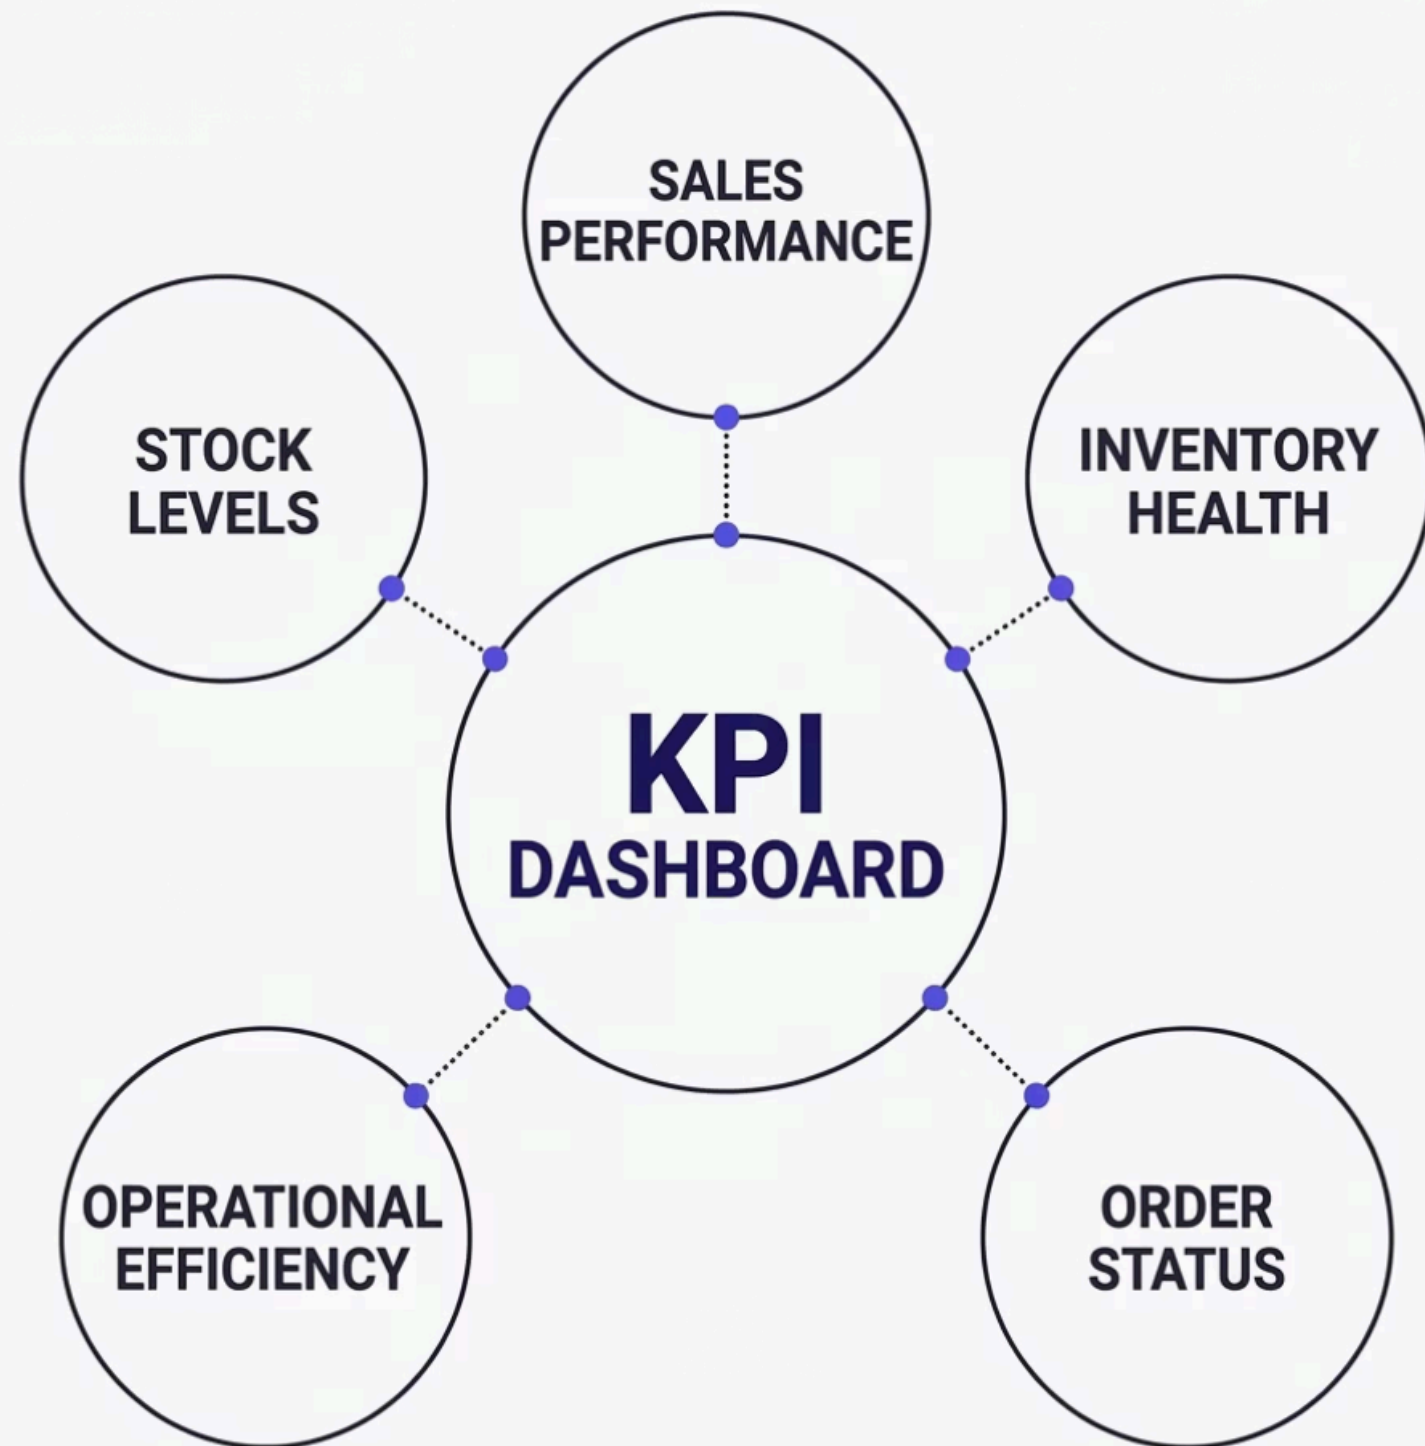 SALES
PERFORMANCE
STOCK
LEVELS
INVENTORY
HEALTH
KPI
DASHBOARD
OPERATIONAL
EFFICIENCY
ORDER
STATUS